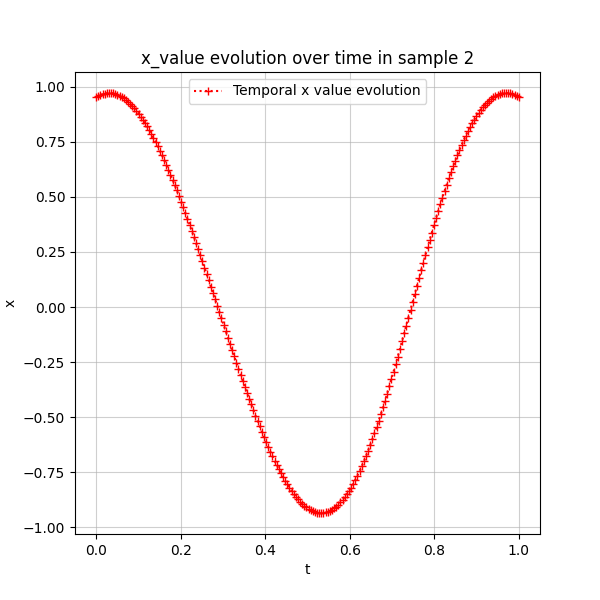 x_value evolution over time in sample 2
Temporal x value evolution
1.00
0.75
0.50
0.25
0.00
−0.25
−0.50
−0.75
−1.00
x
0.0 0.2 0.4 0.6 0.8 1.0
t